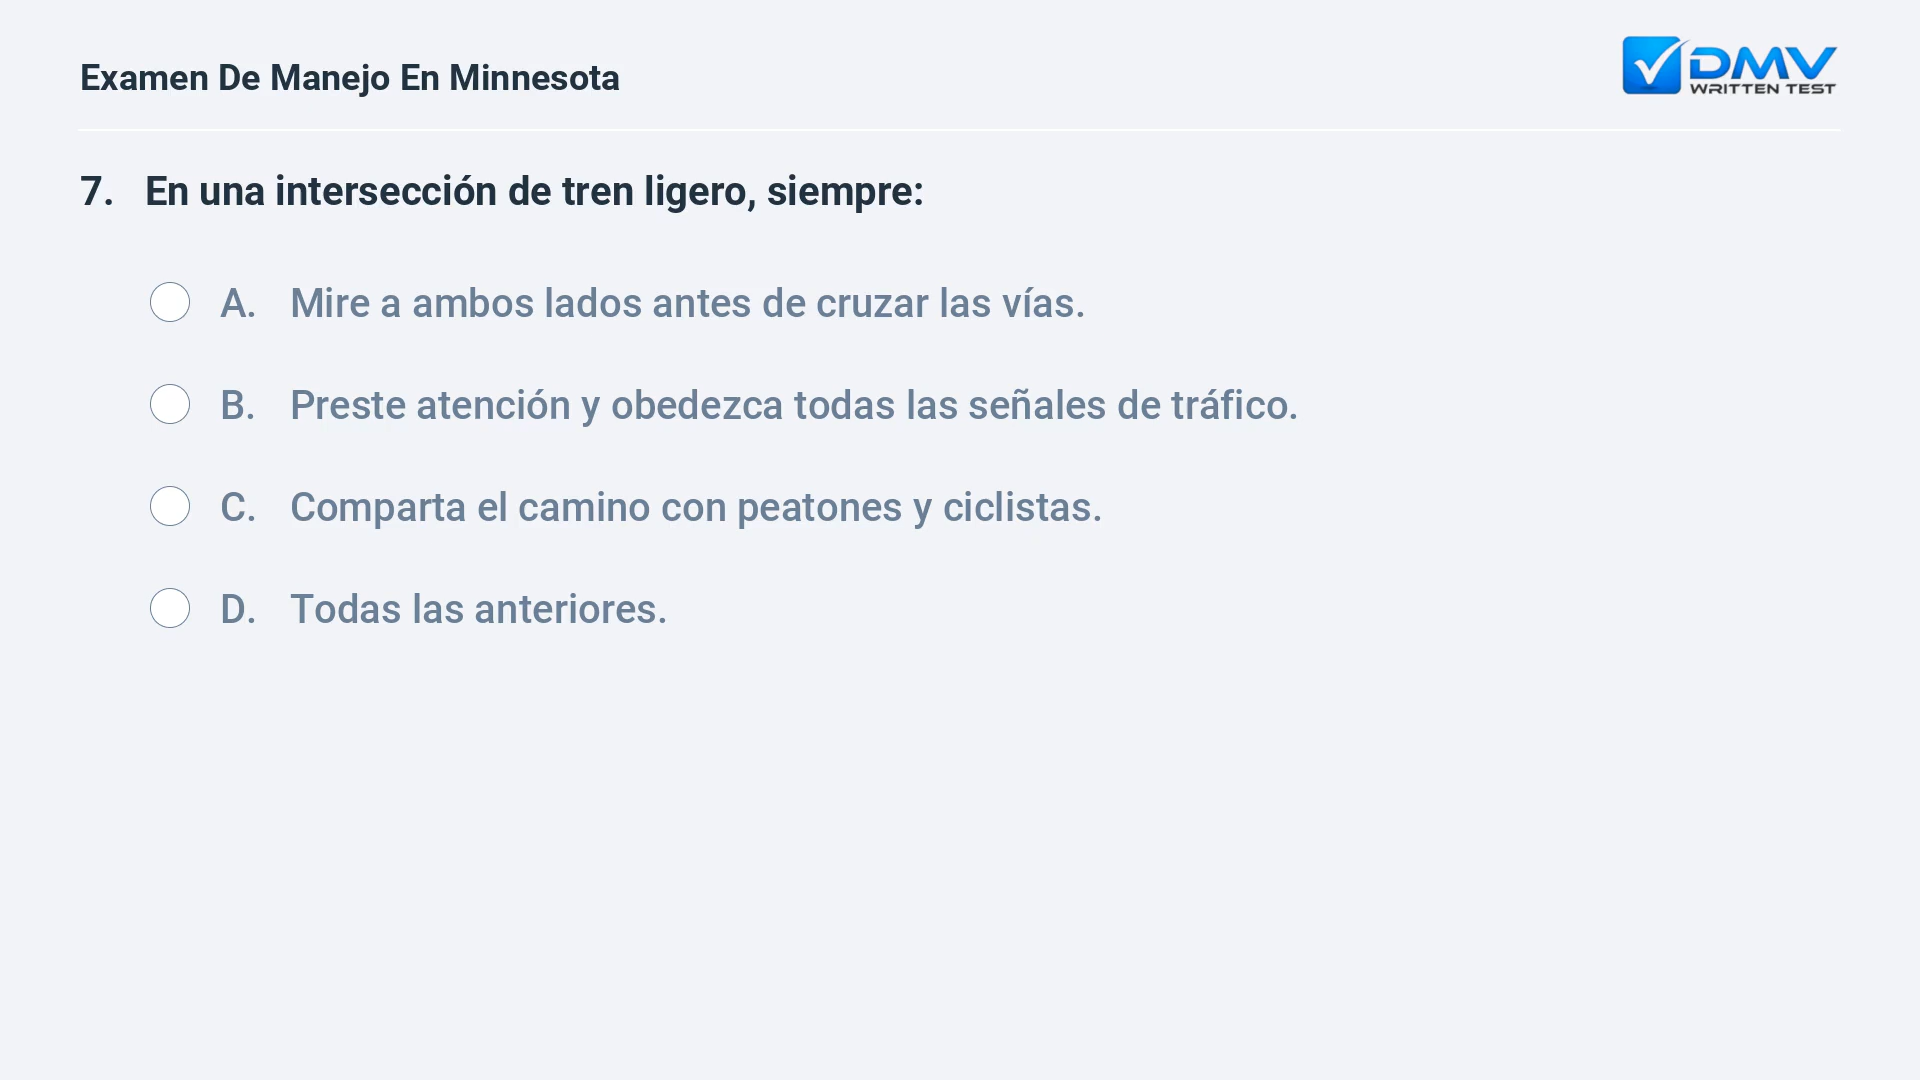 Examen De Manejo En Minnesota
DMV
WRITTEN TEST
7. En una intersección de tren ligero, siempre:
A. Mire a ambos lados antes de cruzar las vías.
B. Preste atención y obedezca todas las señales de tráfico.
C. Comparta el camino con peatones y ciclistas.
D. Todas las anteriores.